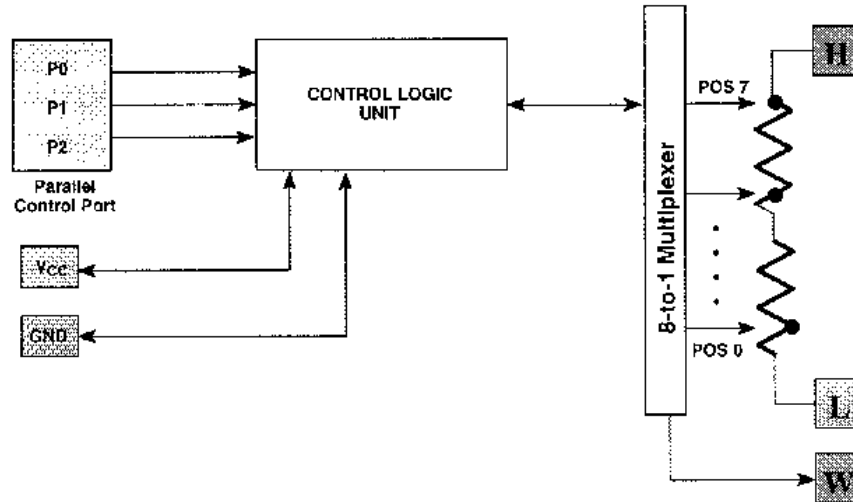 P0
P1
P2
Parallel
Control Port
CONTROL LOGIC
UNIT
VCC
GND
8-to-1 Multiplexer
POS 7
POS 0
H
L
W